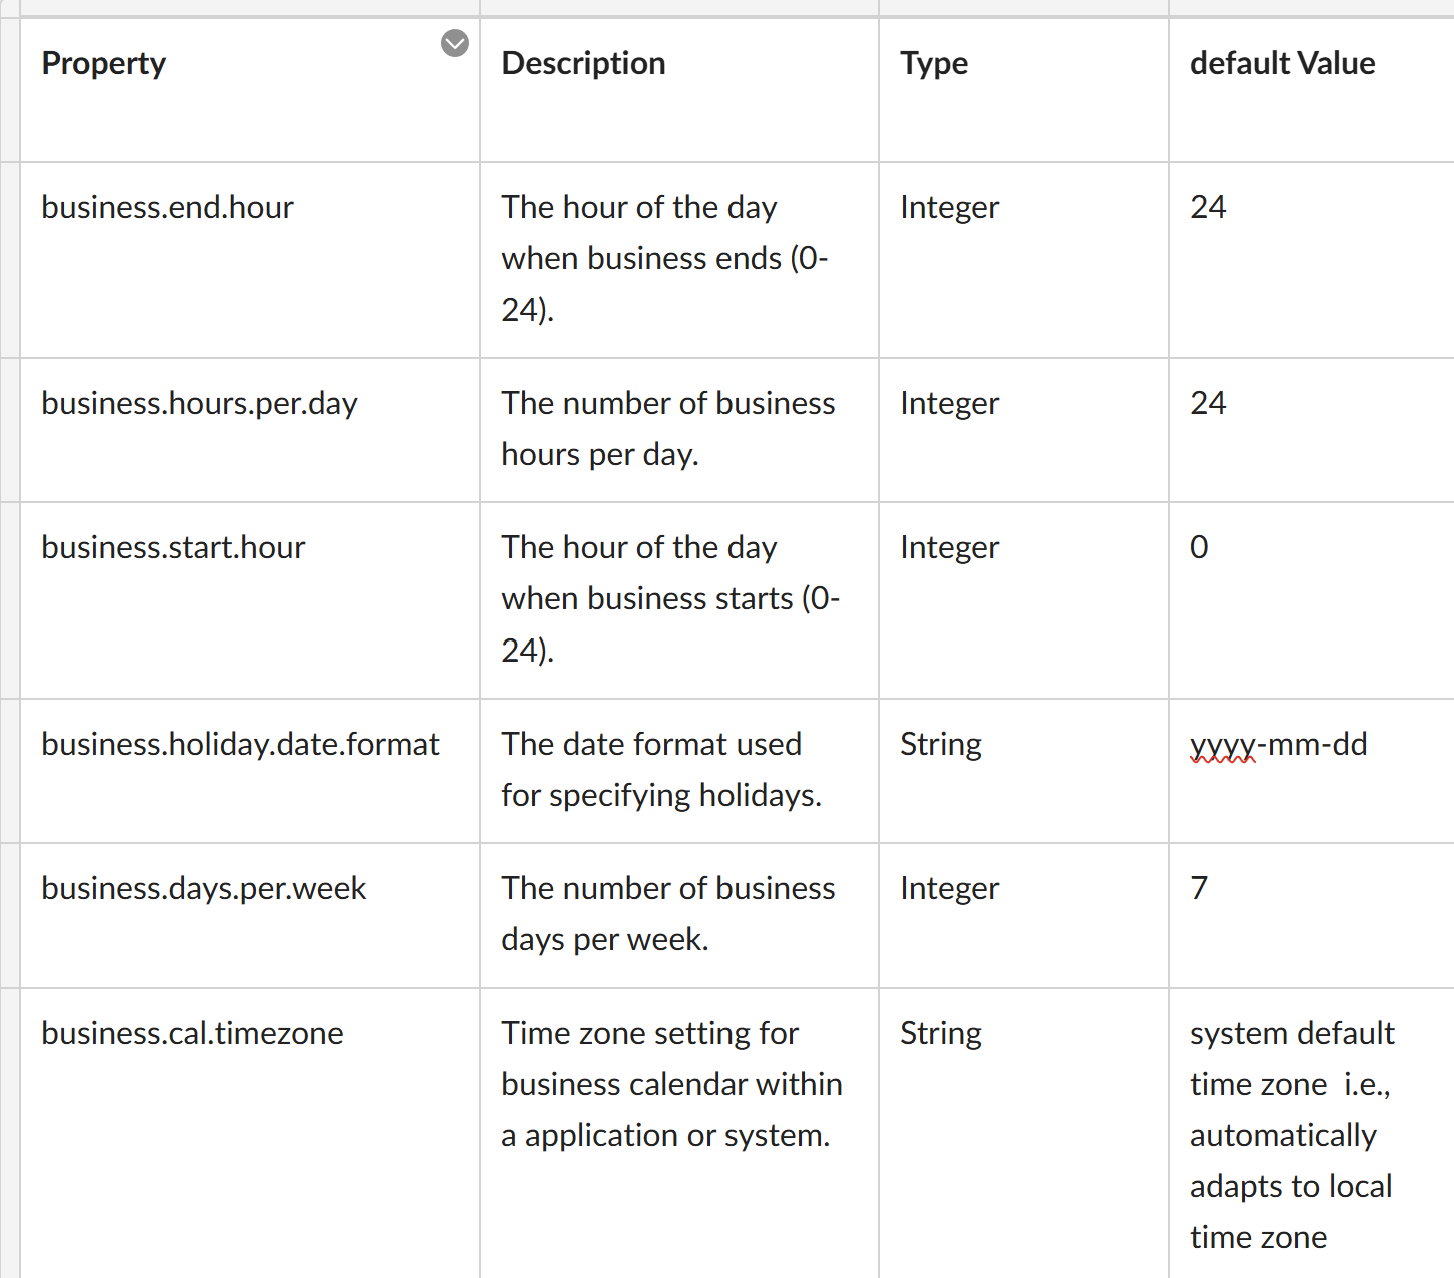 Property Description Type default Value
business.end.hour The hour of the day Integer 24
when business ends (0-
24).
business.hours.per.day The number of business Integer 24
hours per day.
business.start.hour The hour of the day Integer 0
when business starts (0-
24).
business.holiday.date.format The date format used String yyyy-mm-dd
for specifying holidays.
business.days.per.week The number of business Integer 7
days per week.
business.cal.timezone Time zone setting for String system default
business calendar within time zone i.e.,
a application or system. automatically
adapts to local
time zone